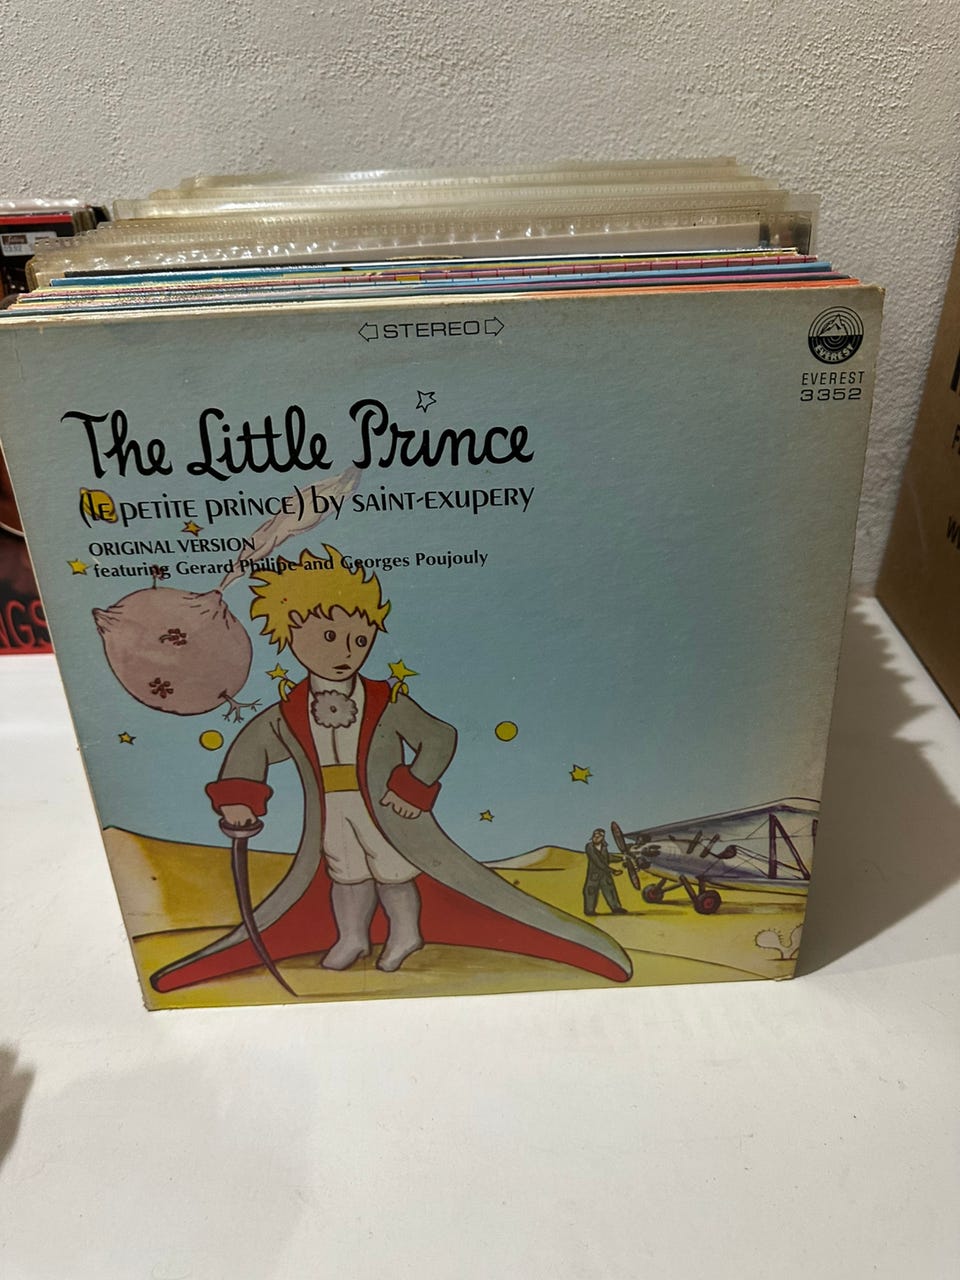 STEREO
EVEREST
EVEREST
3352
The Little Prince
(le PETITE PRINCE) by SAINT-EXUPERY
ORIGINAL VERSION
featuring Gerard Philipe and Georges Poujouly
NGS